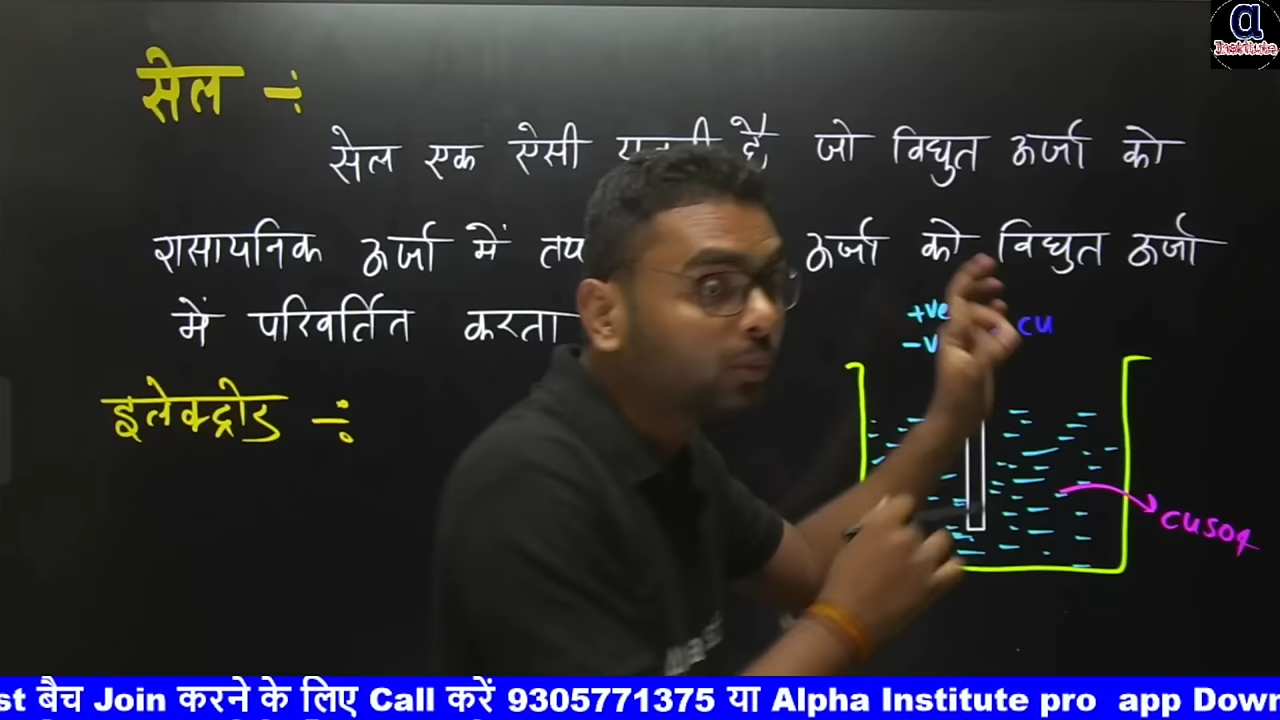 α
Institute
सेल -:
सेल एक ऐसी है, जो विद्युत ऊर्जा को
रासायनिक ऊर्जा में ऊर्जा को विद्युत ऊर्जा
में परिवर्तित करता
+ve
cu
इलेक्ट्रोड -:
cuso4
st बैच Join करने के लिए Call करें 9305771375 या Alpha Institute pro app Down